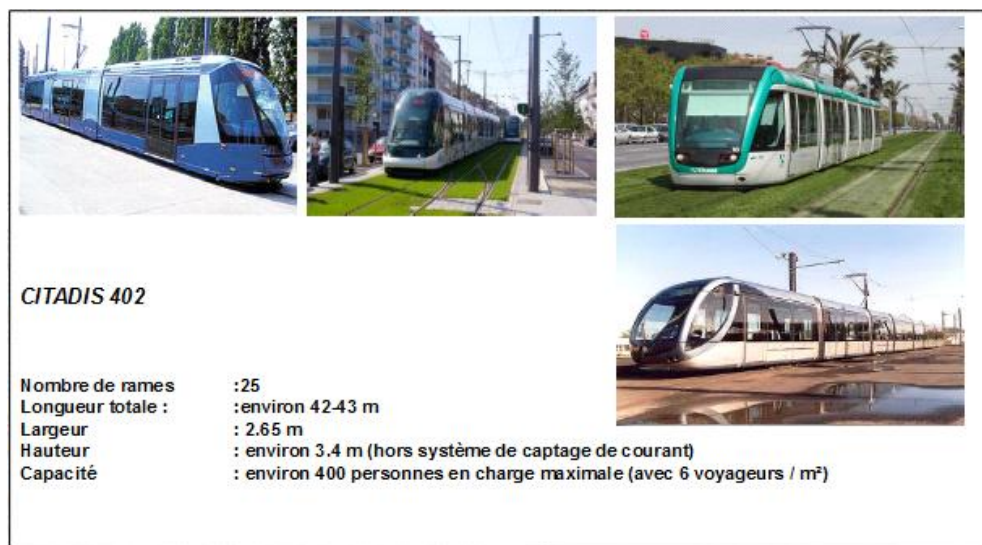 CITADIS 402
Nombre de rames :25
Longueur totale : :environ 42-43 m
Largeur : 2.65 m
Hauteur : environ 3.4 m (hors système de captage de courant)
Capacité : environ 400 personnes en charge maximale (avec 6 voyageurs / m²)